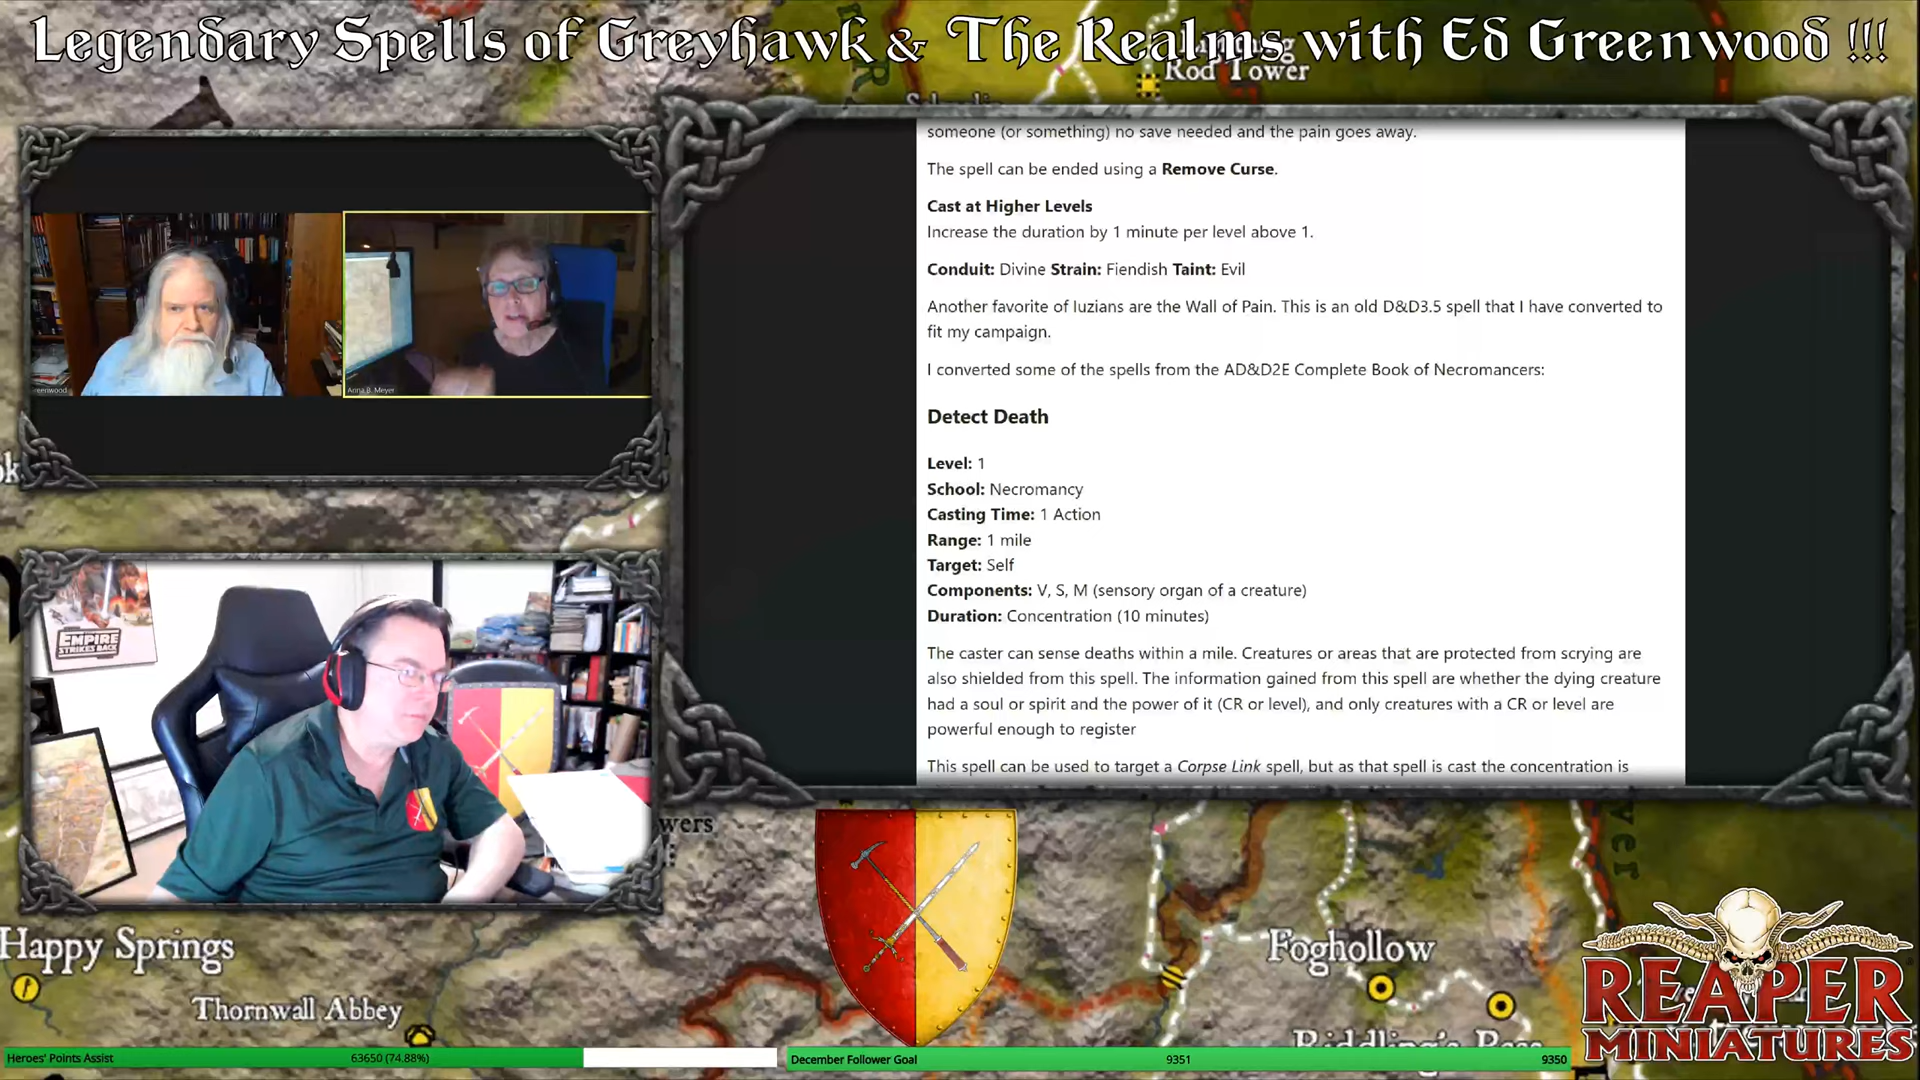 Legendary Spells of Greyhawk & The Realms with Ed Greenwood !!!
Rod Tower
someone (or something) no save needed and the pain goes away.
The spell can be ended using a Remove Curse.
Cast at Higher Levels
Increase the duration by 1 minute per level above 1.
Conduit: Divine Strain: Fiendish Taint: Evil
Another favorite of Iuzians are the Wall of Pain. This is an old D&D3.5 spell that I have converted to
fit my campaign.
I converted some of the spells from the AD&D2E Complete Book of Necromancers:
Detect Death
Level: 1
School: Necromancy
Casting Time: 1 Action
Range: 1 mile
Target: Self
Components: V, S, M (sensory organ of a creature)
Duration: Concentration (10 minutes)
The caster can sense deaths within a mile. Creatures or areas that are protected from scrying are
also shielded from this spell. The information gained from this spell are whether the dying creature
had a soul or spirit and the power of it (CR or level), and only creatures with a CR or level are
powerful enough to register
This spell can be used to target a Corpse Link spell, but as that spell is cast the concentration is
Anna B. Meyer
EMPIRE
STRIKES BACK
wers
Happy Springs
Thornwall Abbey
Foghollow
REAPER
MINIATURES
Heroes' Points Assist 63650 (74.88%)
December Follower Goal 9351 9350